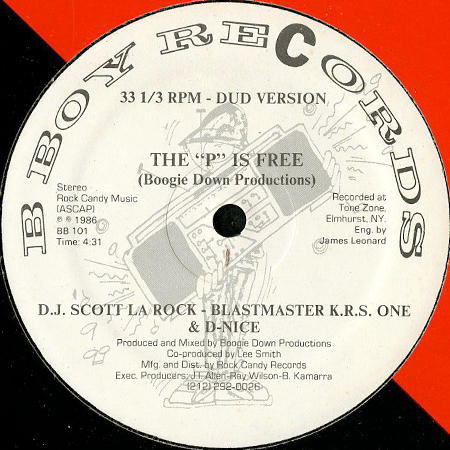 BBOY RECORDS
33 1/3 RPM - DUD VERSION
THE “P” IS FREE
(Boogie Down Productions)
Stereo
Rock Candy Music
(ASCAP)
℗ © 1986
BB 101
Time: 4:31
Recorded at
Tone Zone,
Elmhurst, NY.
Eng. by
James Leonard
D.J. SCOTT LA ROCK - BLASTMASTER K.R.S. ONE
& D-NICE
Produced and Mixed by Boogie Down Productions
Co-produced by Lee Smith
Mfg. and Dist. by Rock Candy Records
Exec. Producers; J.T. Allen-Ray Wilson-B. Kamarra
(212) 292-0026